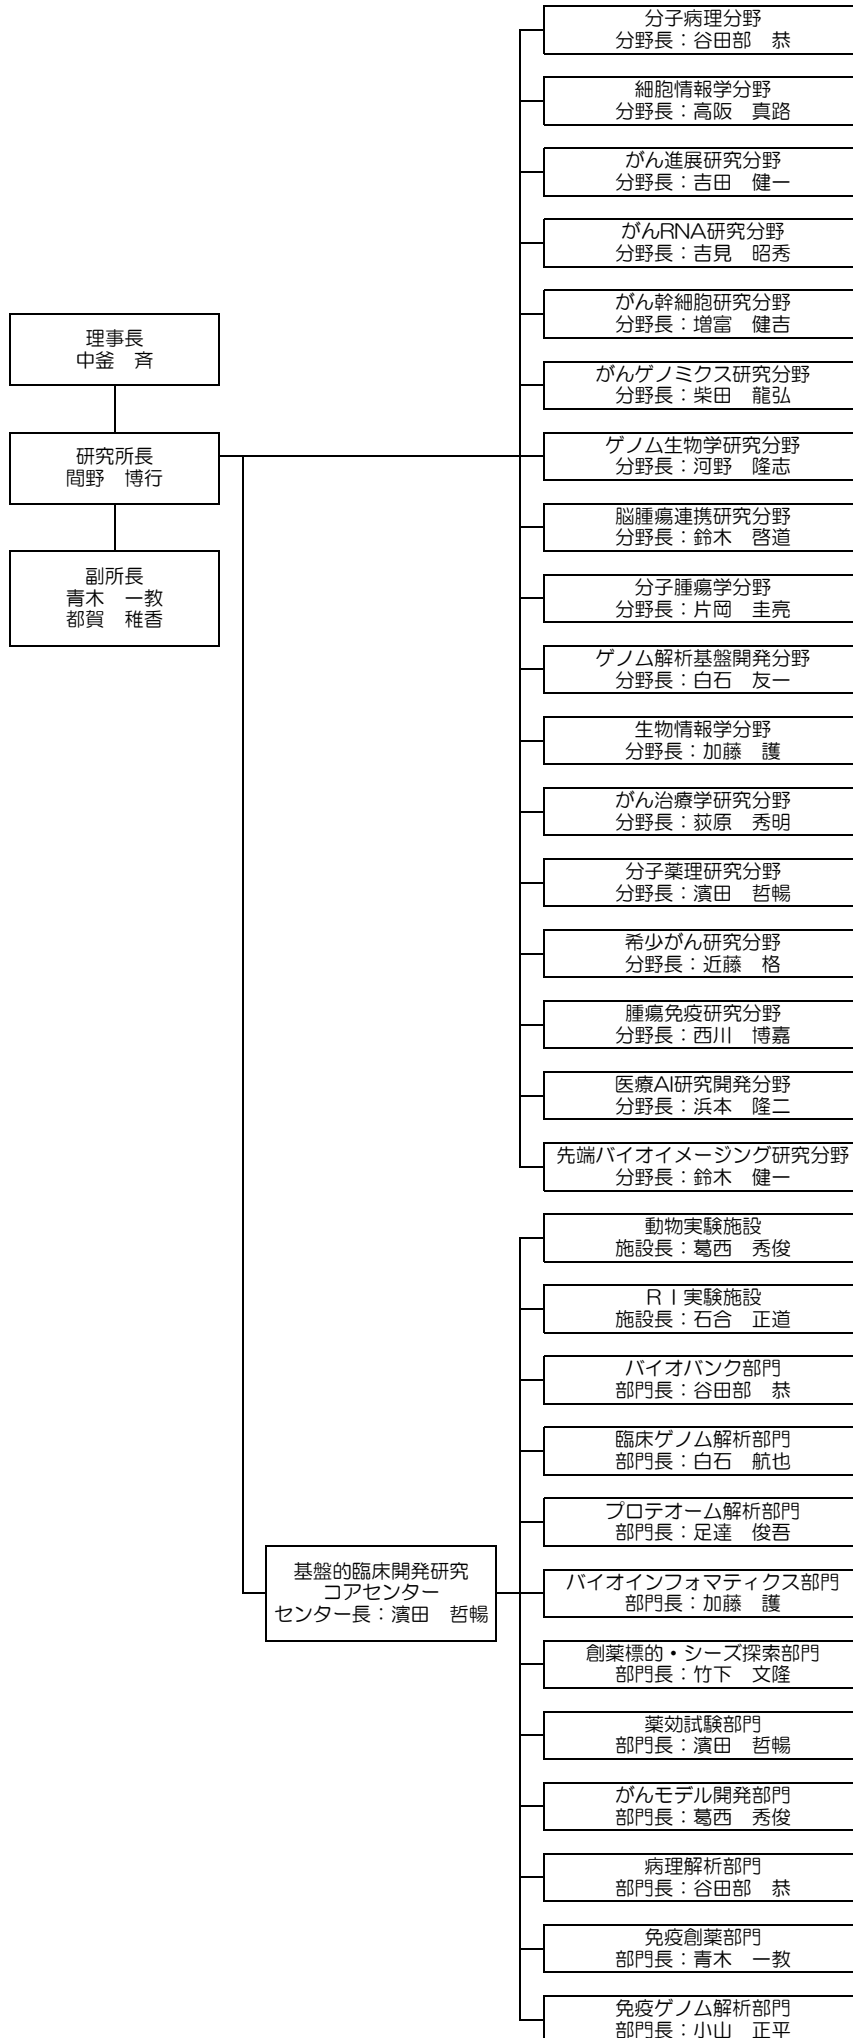 理事長
中釜　斉
研究所長
間野　博行
副所長
青木　一教
都賀　稚香
分子病理分野
分野長：谷田部　恭
細胞情報学分野
分野長：高阪　真路
がん進展研究分野
分野長：吉田　健一
がんRNA研究分野
分野長：吉見　昭秀
がん幹細胞研究分野
分野長：増富　健吉
がんゲノミクス研究分野
分野長：柴田　龍弘
ゲノム生物学研究分野
分野長：河野　隆志
脳腫瘍連携研究分野
分野長：鈴木　啓道
分子腫瘍学分野
分野長：片岡　圭亮
ゲノム解析基盤開発分野
分野長：白石　友一
生物情報学分野
分野長：加藤　護
がん治療学研究分野
分野長：荻原　秀明
分子薬理研究分野
分野長：濱田　哲暢
希少がん研究分野
分野長：近藤　格
腫瘍免疫研究分野
分野長：西川　博嘉
医療AI研究開発分野
分野長：浜本　隆二
先端バイオイメージング研究分野
分野長：鈴木　健一
基盤的臨床開発研究
コアセンター
センター長：濱田　哲暢
動物実験施設
施設長：葛西　秀俊
ＲＩ実験施設
施設長：石合　正道
バイオバンク部門
部門長：谷田部　恭
臨床ゲノム解析部門
部門長：白石　航也
プロテオーム解析部門
部門長：足達　俊吾
バイオインフォマティクス部門
部門長：加藤　護
創薬標的・シーズ探索部門
部門長：竹下　文隆
薬効試験部門
部門長：濱田　哲暢
がんモデル開発部門
部門長：葛西　秀俊
病理解析部門
部門長：谷田部　恭
免疫創薬部門
部門長：青木　一教
免疫ゲノム解析部門
部門長：小山　正平